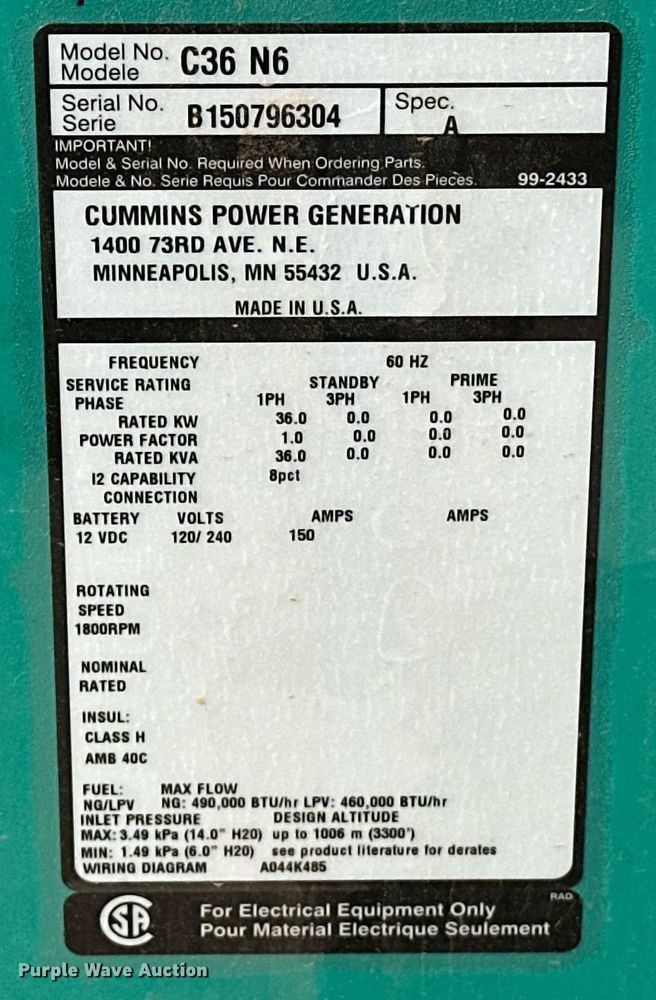 Model No. C36 N6
Modele
Serial No. B150796304 Spec.
Serie A
IMPORTANT!
Model & Serial No. Required When Ordering Parts.
Modele & No. Serie Requis Pour Commander Des Pieces. 99-2433
CUMMINS POWER GENERATION
1400 73RD AVE. N.E.
MINNEAPOLIS, MN 55432 U.S.A.
MADE IN U.S.A.
FREQUENCY 60 HZ
SERVICE RATING STANDBY PRIME
PHASE 1PH 3PH 1PH 3PH
RATED KW 36.0 0.0 0.0 0.0
POWER FACTOR 1.0 0.0 0.0 0.0
RATED KVA 36.0 0.0 0.0 0.0
I2 CAPABILITY 8pct
CONNECTION
BATTERY VOLTS AMPS AMPS
12 VDC 120/ 240 150
ROTATING
SPEED
1800RPM
NOMINAL
RATED
INSUL:
CLASS H
AMB 40C
FUEL: MAX FLOW
NG/LPV NG: 490,000 BTU/hr LPV: 460,000 BTU/hr
INLET PRESSURE DESIGN ALTITUDE
MAX: 3.49 kPa (14.0" H20) up to 1006 m (3300')
MIN: 1.49 kPa (6.0" H20) see product literature for derates
WIRING DIAGRAM A044K485
RAD
SA For Electrical Equipment Only
Pour Material Electrique Seulement
Purple Wave Auction